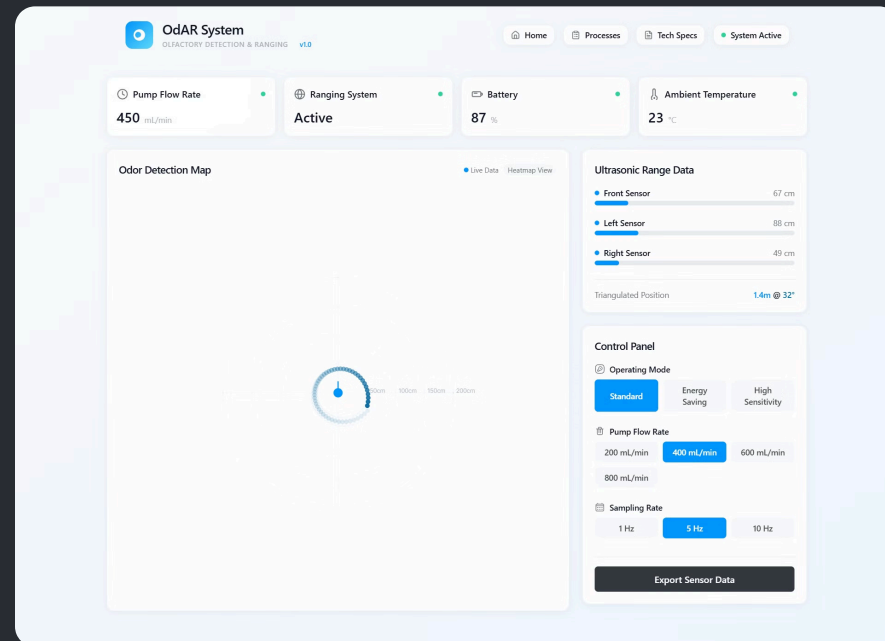 OdAR System
OLFACTORY DETECTION & RANGING v1.0
Home
Processes
Tech Specs
System Active
Pump Flow Rate
450 mL/min
Ranging System
Active
Battery
87 %
Ambient Temperature
23 °C
Odor Detection Map
Live Data
Heatmap View
50cm 100cm 150cm 200cm
Ultrasonic Range Data
Front Sensor 67 cm
Left Sensor 88 cm
Right Sensor 49 cm
Triangulated Position 1.4m @ 32°
Control Panel
Operating Mode
Standard
Energy
Saving
High
Sensitivity
Pump Flow Rate
200 mL/min 400 mL/min 600 mL/min
800 mL/min
Sampling Rate
1 Hz 5 Hz 10 Hz
Export Sensor Data